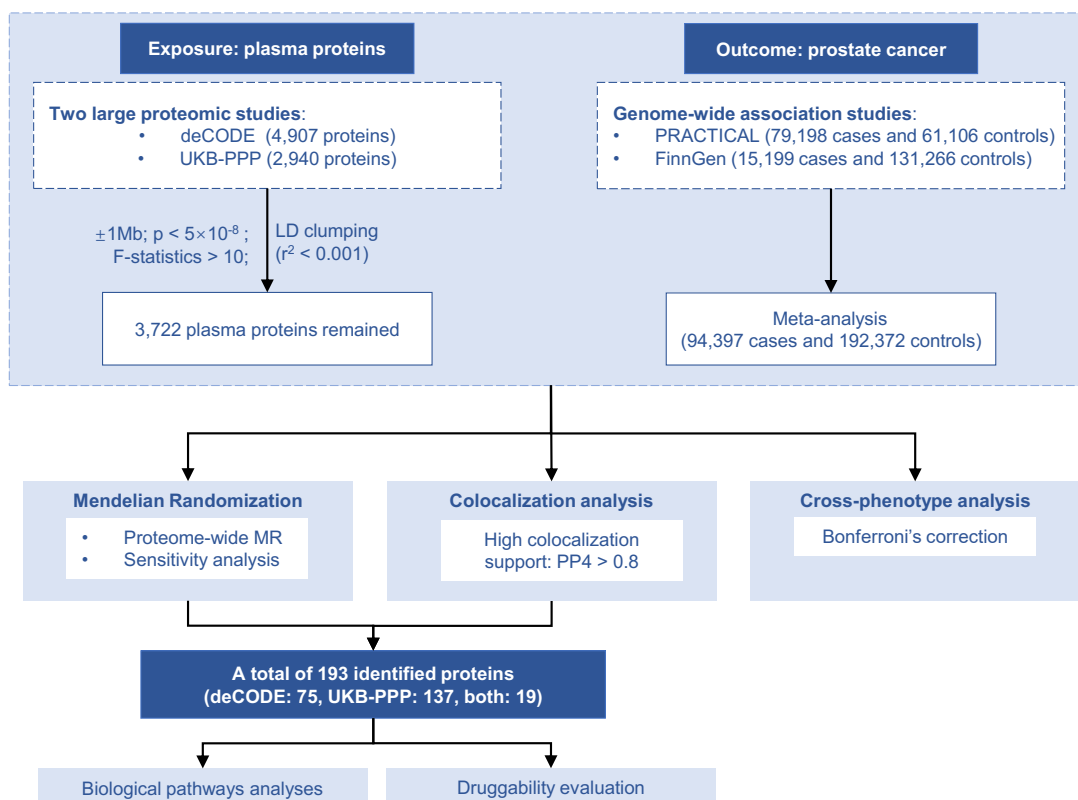 Exposure: plasma proteins
Two large proteomic studies:
• deCODE (4,907 proteins)
• UKB-PPP (2,940 proteins)
±1Mb; p < 5×10⁻⁸ ;
F-statistics > 10;
LD clumping
(r² < 0.001)
3,722 plasma proteins remained
Outcome: prostate cancer
Genome-wide association studies:
• PRACTICAL (79,198 cases and 61,106 controls)
• FinnGen (15,199 cases and 131,266 controls)
Meta-analysis
(94,397 cases and 192,372 controls)
Mendelian Randomization
• Proteome-wide MR
• Sensitivity analysis
Colocalization analysis
High colocalization
support: PP4 > 0.8
Cross-phenotype analysis
Bonferroni's correction
A total of 193 identified proteins
(deCODE: 75, UKB-PPP: 137, both: 19)
Biological pathways analyses
Druggability evaluation